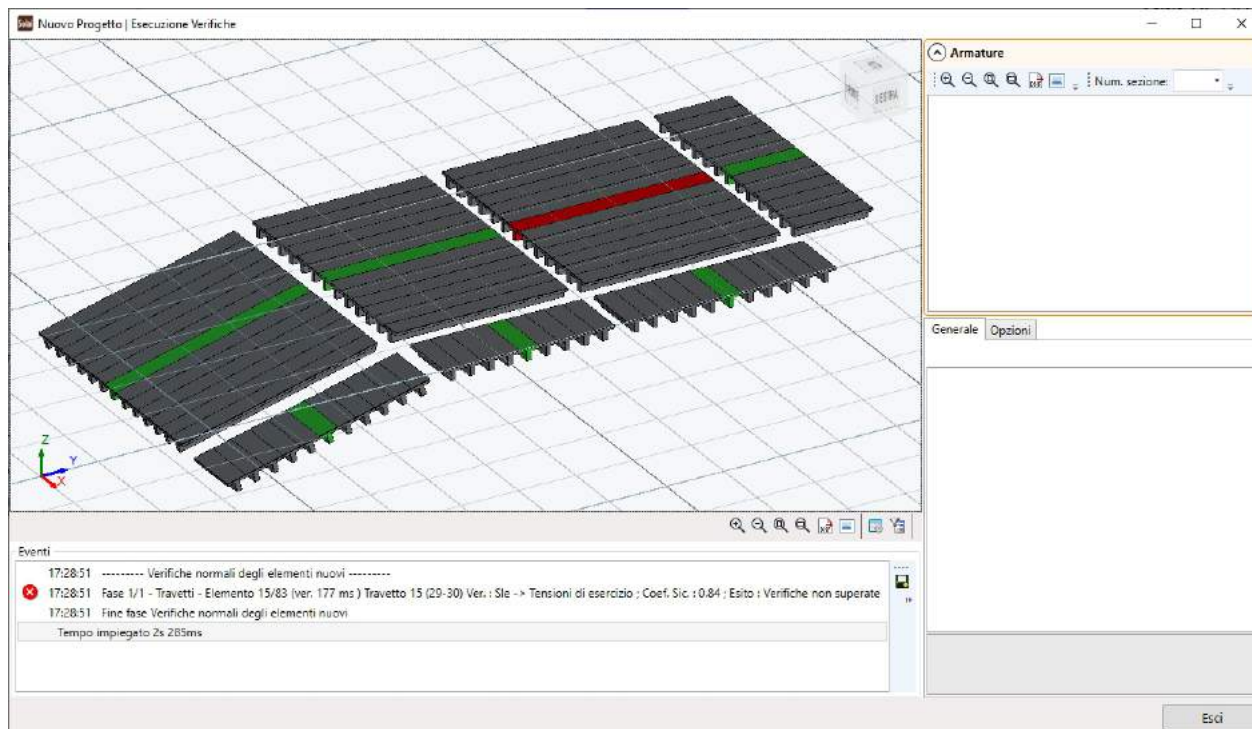 Nuovo Progetto | Esecuzione Verifiche
Armature
Num. sezione:
DESTRA
Generale
Opzioni
Z
Y
X
Eventi
17:28:51 --------- Verifiche normali degli elementi nuovi ---------
17:28:51 Fase 1/1 - Travetti - Elemento 15/83 (ver. 177 ms ) Travetto 15 (29-30) Ver. : Sle -> Tensioni di esercizio ; Coef. Sic. : 0.84 ; Esito : Verifiche non superate
17:28:51 Fine fase Verifiche normali degli elementi nuovi
Tempo impiegato 2s 285ms
Esci